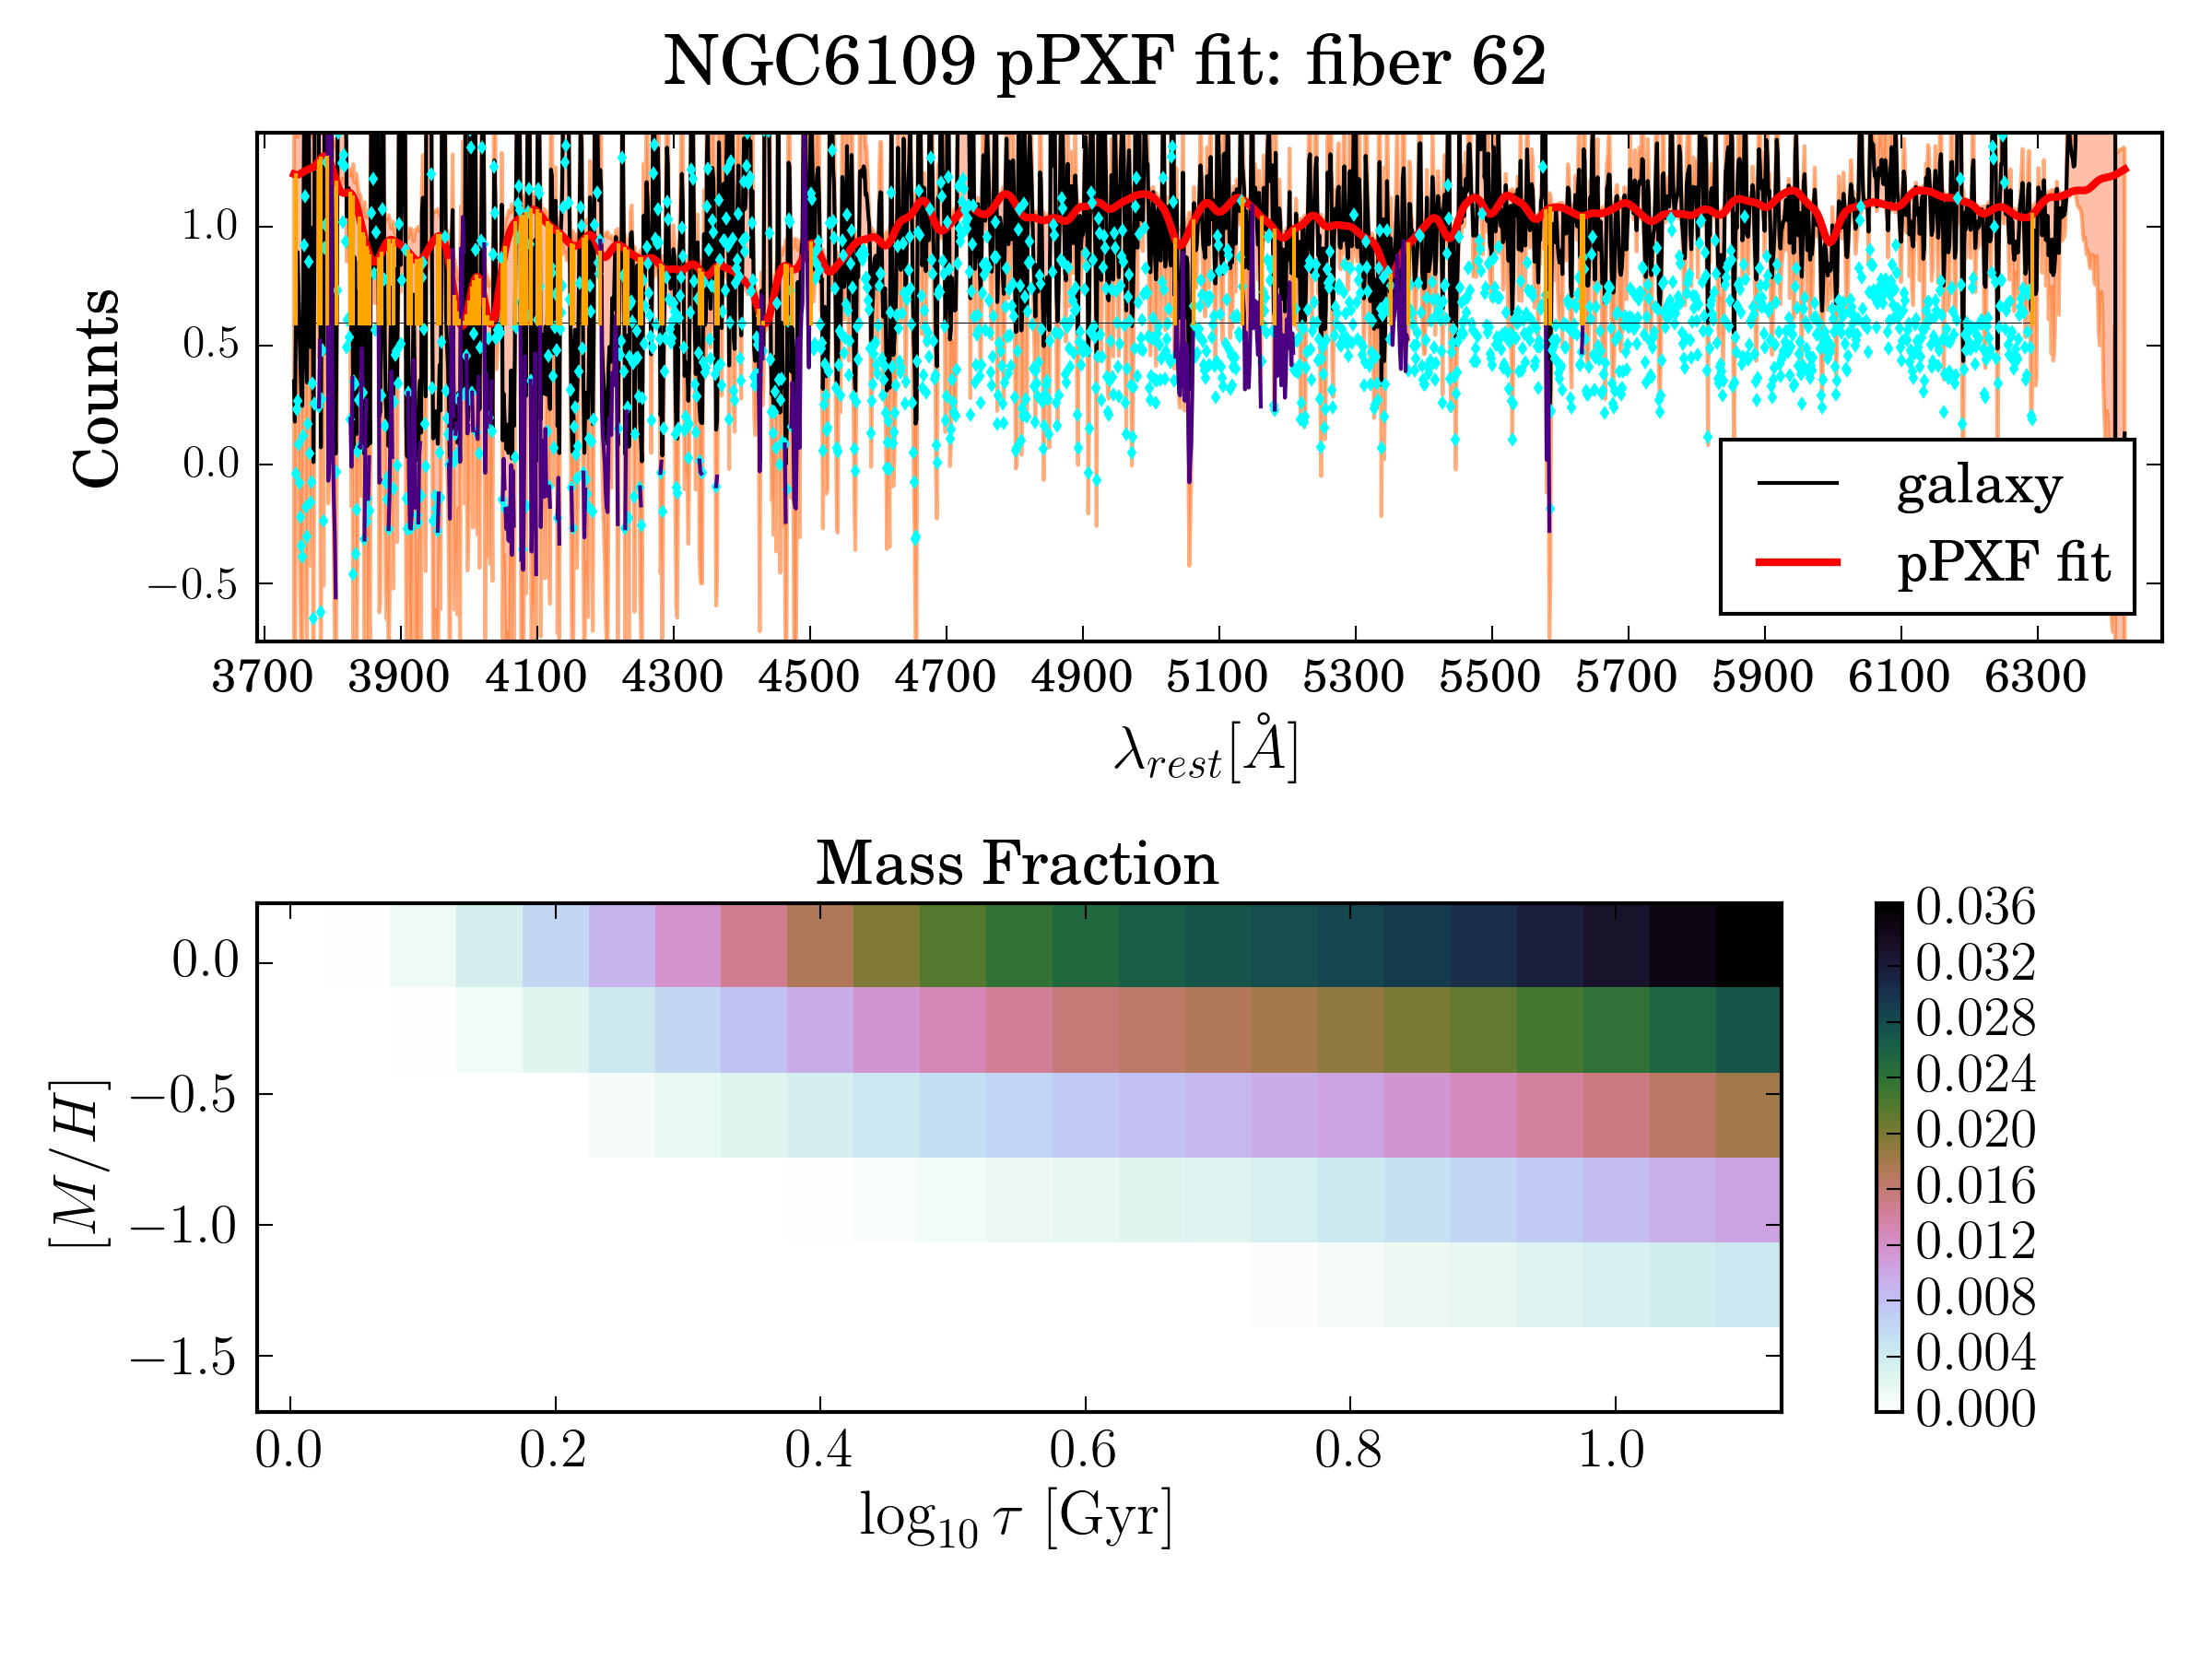 NGC6109 pPXF fit: fiber 62
Counts
1.0
0.5
0.0
−0.5
galaxy
pPXF fit
3700 3900 4100 4300 4500 4700 4900 5100 5300 5500 5700 5900 6100 6300
λrest[Å]
Mass Fraction
[M/H]
0.0
−0.5
−1.0
−1.5
0.0 0.2 0.4 0.6 0.8 1.0
log10 τ [Gyr]
0.036
0.032
0.028
0.024
0.020
0.016
0.012
0.008
0.004
0.000